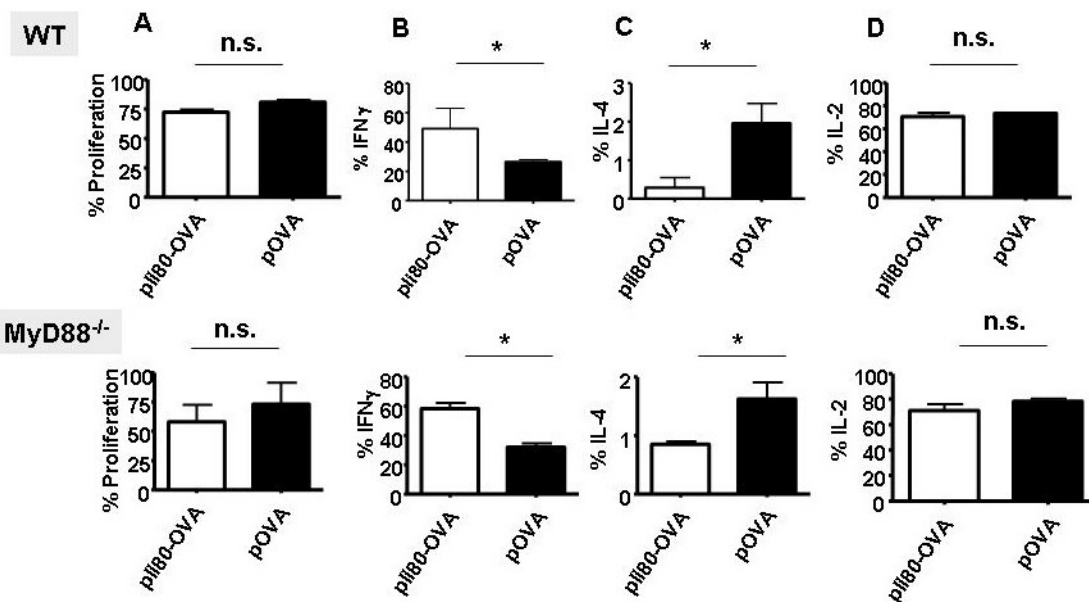 WT
A
n.s.
% Proliferation
100
75
50
25
0
pIi80-OVA
pOVA
B
*
% IFNγ
80
60
40
20
0
pIi80-OVA
pOVA
C
*
% IL-4
3
2
1
0
pIi80-OVA
pOVA
D
n.s.
% IL-2
100
80
60
40
20
0
pIi80-OVA
pOVA
MyD88-/-
n.s.
% Proliferation
100
75
50
25
0
pIi80-OVA
pOVA
*
% IFNγ
80
60
40
20
0
pIi80-OVA
pOVA
*
% IL-4
2
1
0
pIi80-OVA
pOVA
n.s.
% IL-2
100
80
60
40
20
0
pIi80-OVA
pOVA